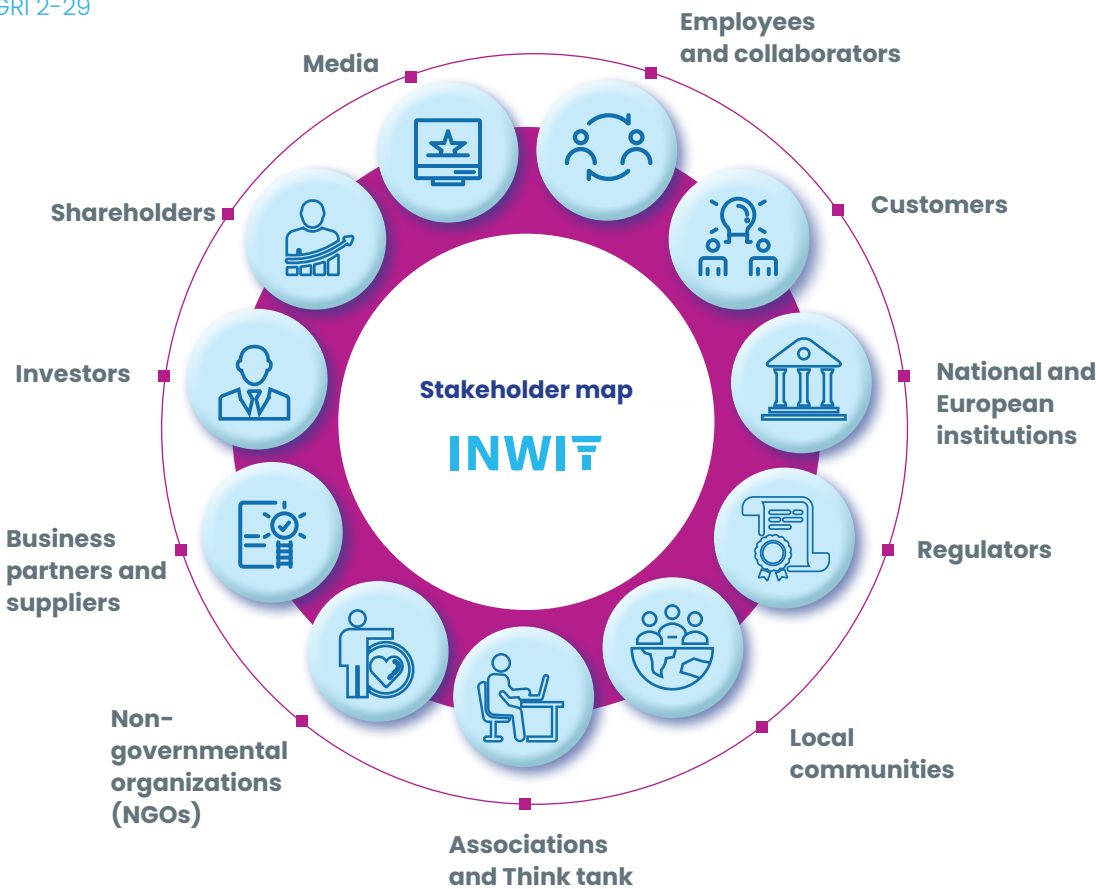 GRI 2-29
Employees
and collaborators
Media
Customers
Shareholders
National and
European
institutions
Investors
Stakeholder map
INWIT
Regulators
Business
partners and
suppliers
Local
communities
Non-
governmental
organizations
(NGOs)
Associations
and Think tank